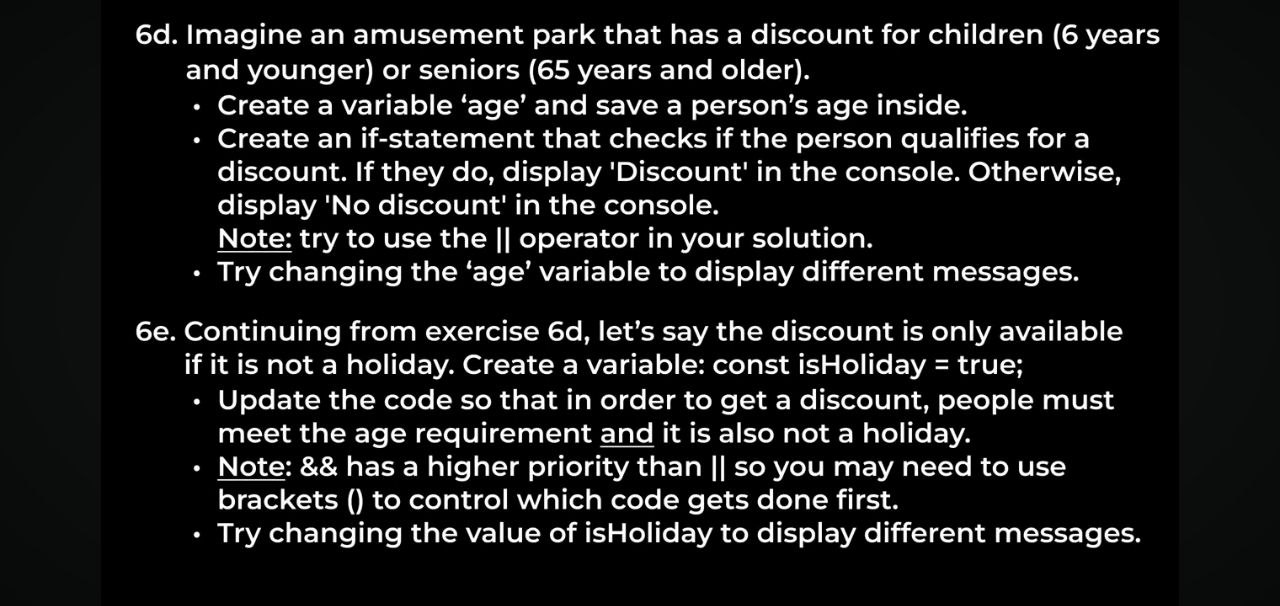 6d. Imagine an amusement park that has a discount for children (6 years
and younger) or seniors (65 years and older).
• Create a variable ‘age’ and save a person’s age inside.
• Create an if-statement that checks if the person qualifies for a
discount. If they do, display 'Discount' in the console. Otherwise,
display 'No discount' in the console.
Note: try to use the || operator in your solution.
• Try changing the ‘age’ variable to display different messages.
6e. Continuing from exercise 6d, let’s say the discount is only available
if it is not a holiday. Create a variable: const isHoliday = true;
• Update the code so that in order to get a discount, people must
meet the age requirement and it is also not a holiday.
• Note: && has a higher priority than || so you may need to use
brackets () to control which code gets done first.
• Try changing the value of isHoliday to display different messages.